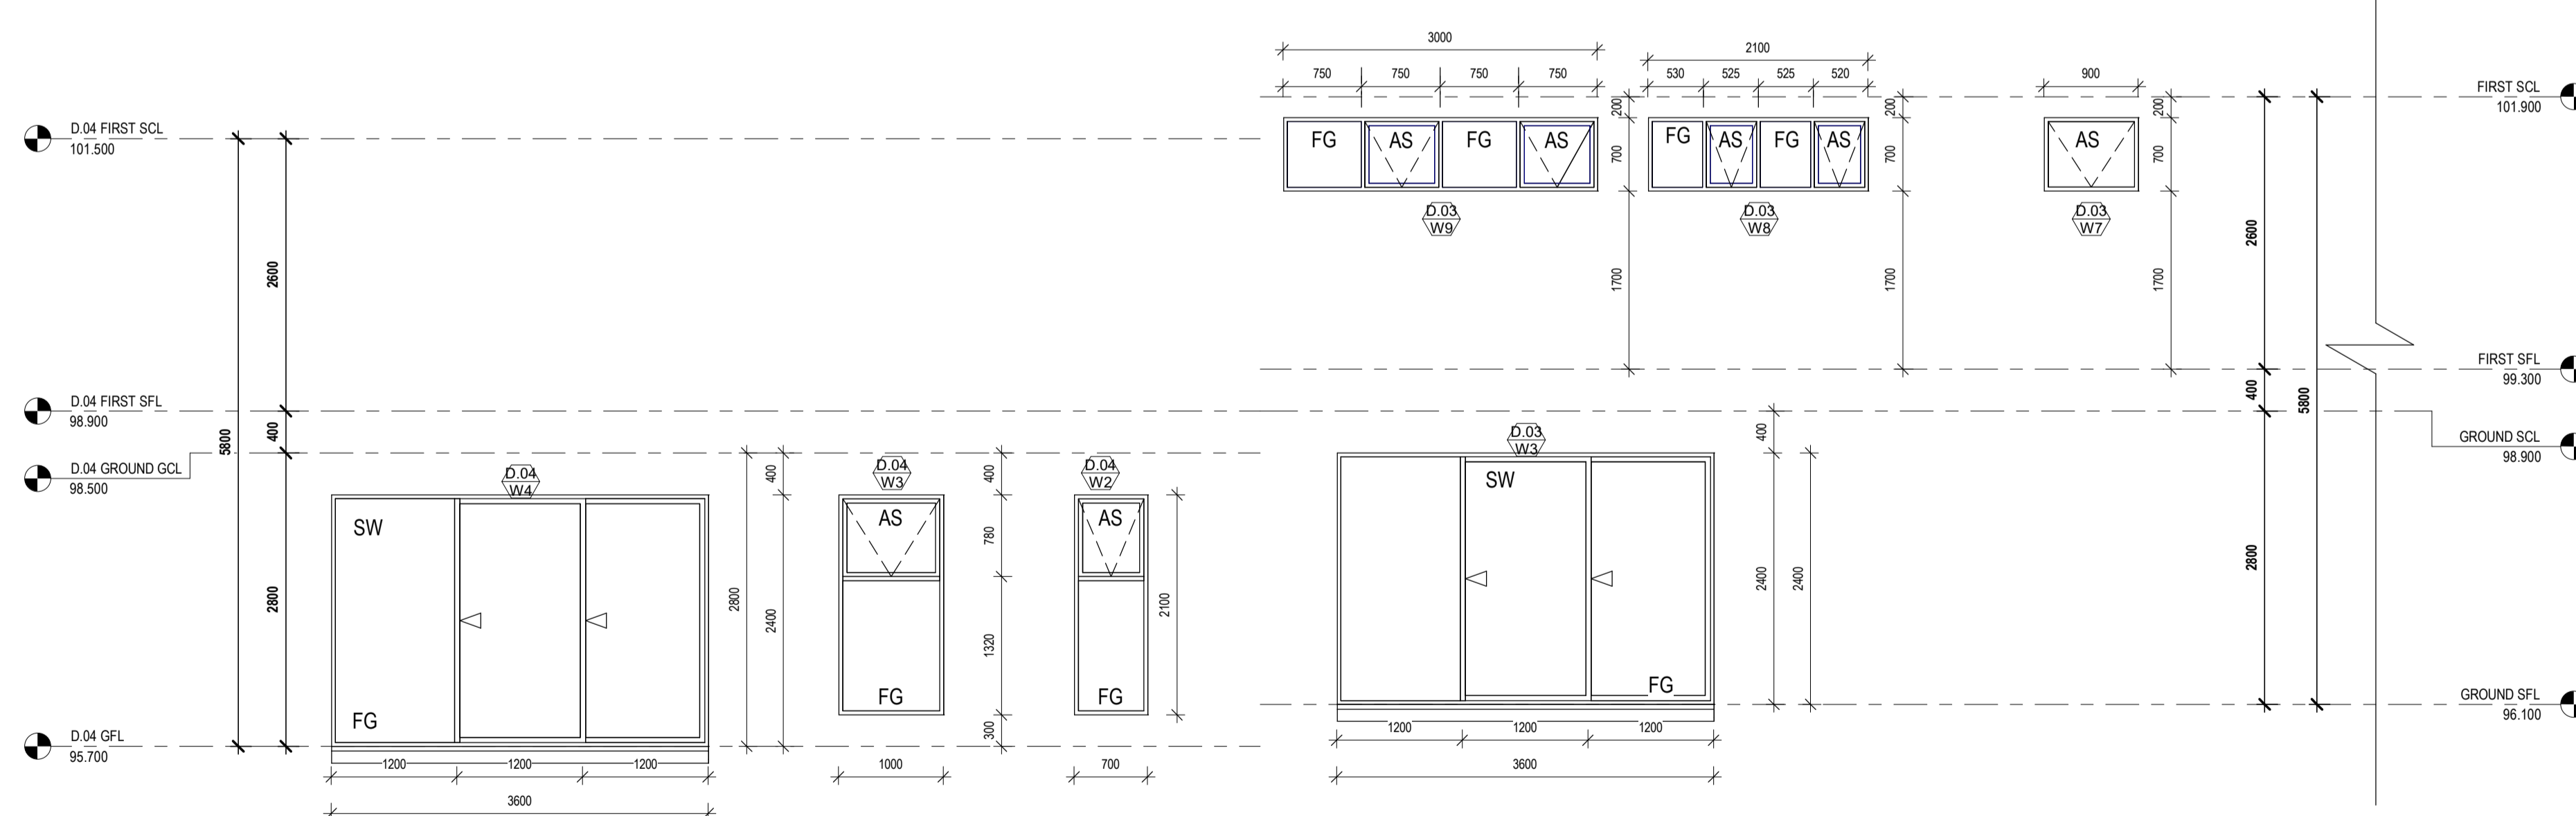 3000
2100
750 750 750 750
530 525 525 520
900
D.04 FIRST SCL
101.500
FIRST SCL
101.900
200
200
200
FG AS FG AS
FG AS FG AS
AS
700
700
700
D.03
W9
D.03
W8
D.03
W7
2600
1700
1700
1700
2600
D.04 FIRST SFL
98.900
FIRST SFL
99.300
5800
400
400
5800
D.04 GROUND GCL
98.500
GROUND SCL
98.900
D.04
W4
D.04
W3
D.04
W2
D.03
W3
400
400
400
SW
AS
AS
SW
780
2800
2800
2400
1320
2100
2400
2400
2800
FG
FG
FG
FG
300
D.04 GFL
95.700
GROUND SFL
96.100
1200 1200 1200
1000
700
1200 1200 1200
3600
3600